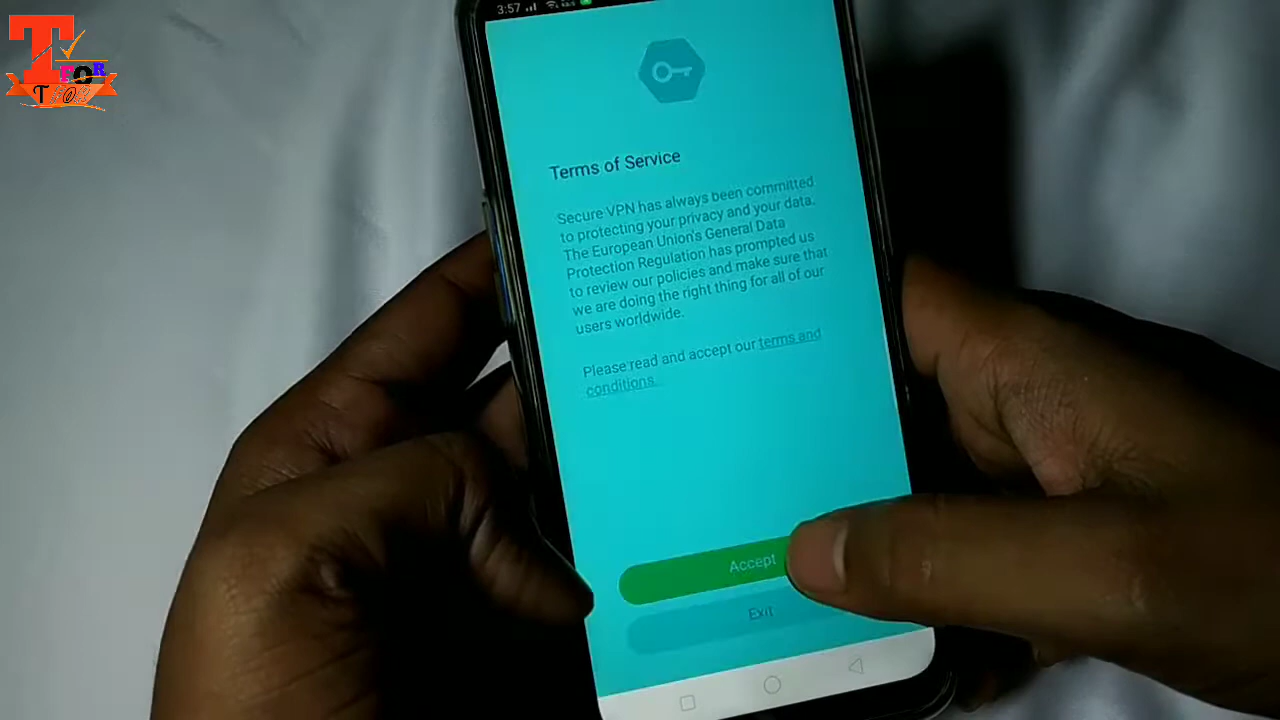 T
FOR
T FOR
3:57
Terms of Service
Secure VPN has always been committed
to protecting your privacy and your data.
The European Union's General Data
Protection Regulation has prompted us
to review our policies and make sure that
we are doing the right thing for all of our
users worldwide.
Please read and accept our terms and
conditions.
Accept
Exit